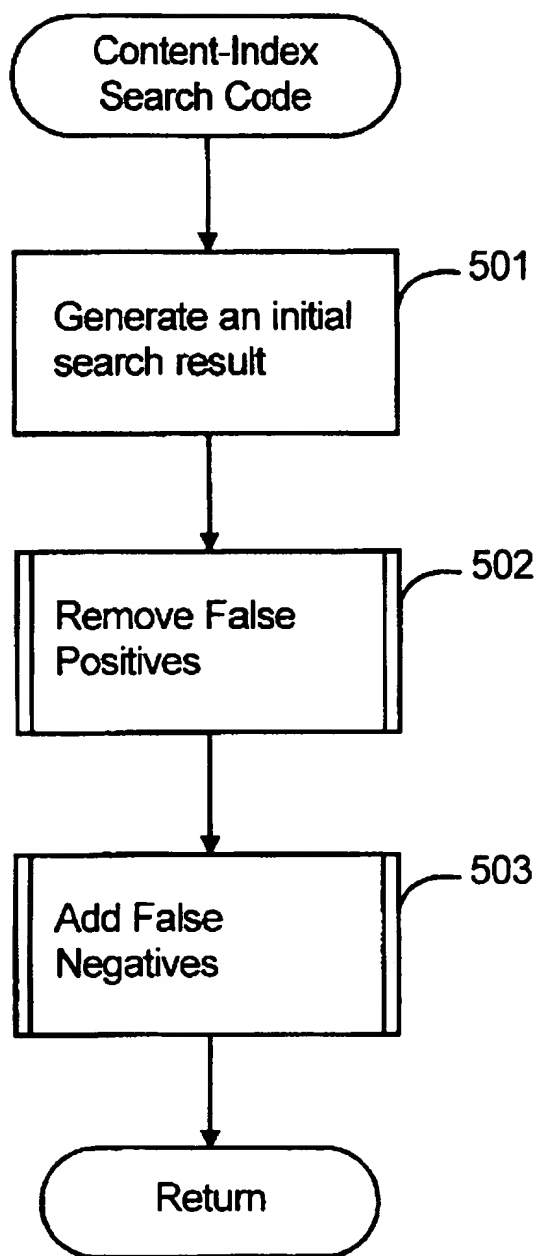 Content-Index
Search Code
501
Generate an initial
search result
502
Remove False
Positives
503
Add False
Negatives
Return